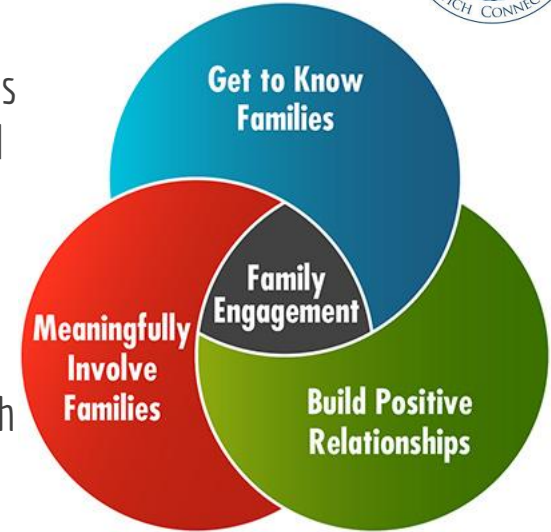 Get to Know
Families
Family
Engagement
Meaningfully
Involve
Families
Build Positive
Relationships